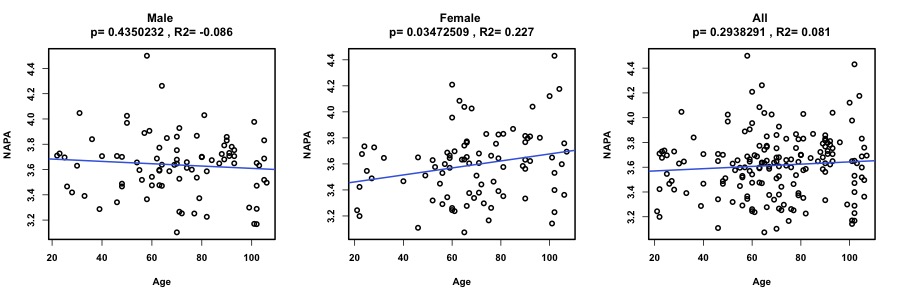 Male
p= 0.4350232 , R2= -0.086
NAPA
4.4
4.2
4.0
3.8
3.6
3.4
3.2
20 40 60 80 100
Age
Female
p= 0.03472509 , R2= 0.227
NAPA
4.4
4.2
4.0
3.8
3.6
3.4
3.2
20 40 60 80 100
Age
All
p= 0.2938291 , R2= 0.081
NAPA
4.4
4.2
4.0
3.8
3.6
3.4
3.2
20 40 60 80 100
Age